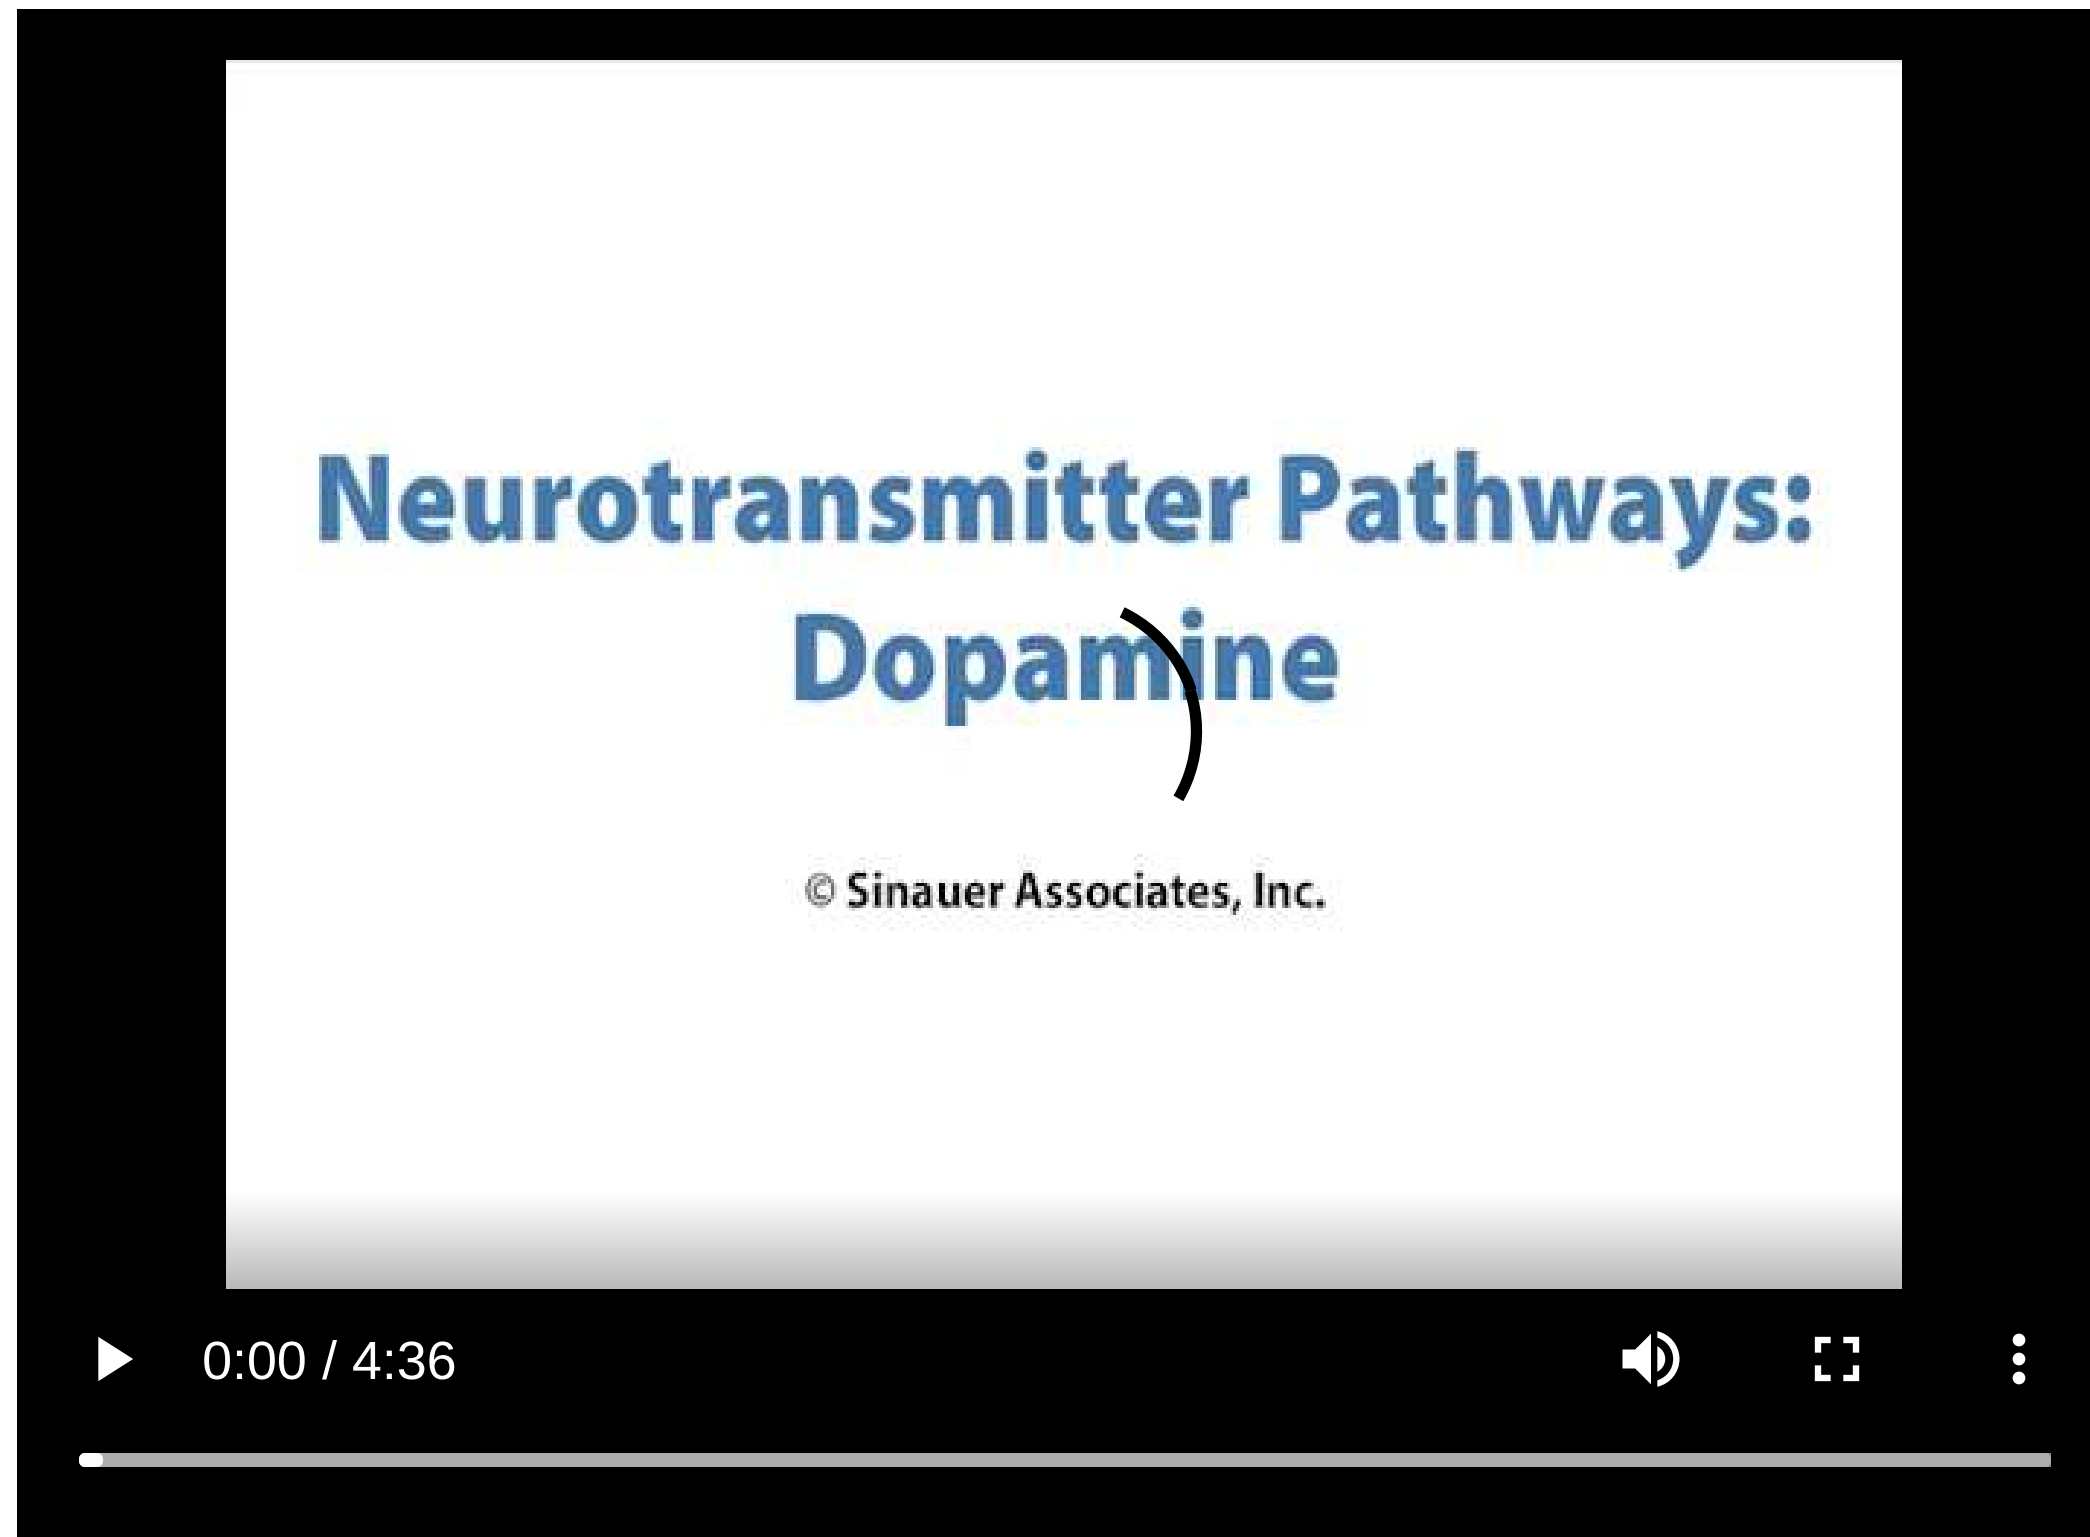 Neurotransmitter Pathways:
Dopamine
© Sinauer Associates, Inc.
0:00 / 4:36